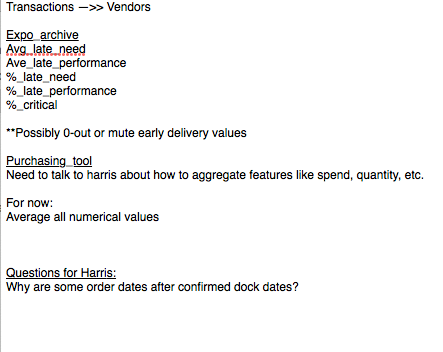 Transactions —>> Vendors
Expo_archive
Avg_late_need
Ave_late_performance
%_late_need
%_late_performance
%_critical
**Possibly 0-out or mute early delivery values
Purchasing_tool
Need to talk to harris about how to aggregate features like spend, quantity, etc.
For now:
Average all numerical values
Questions for Harris:
Why are some order dates after confirmed dock dates?